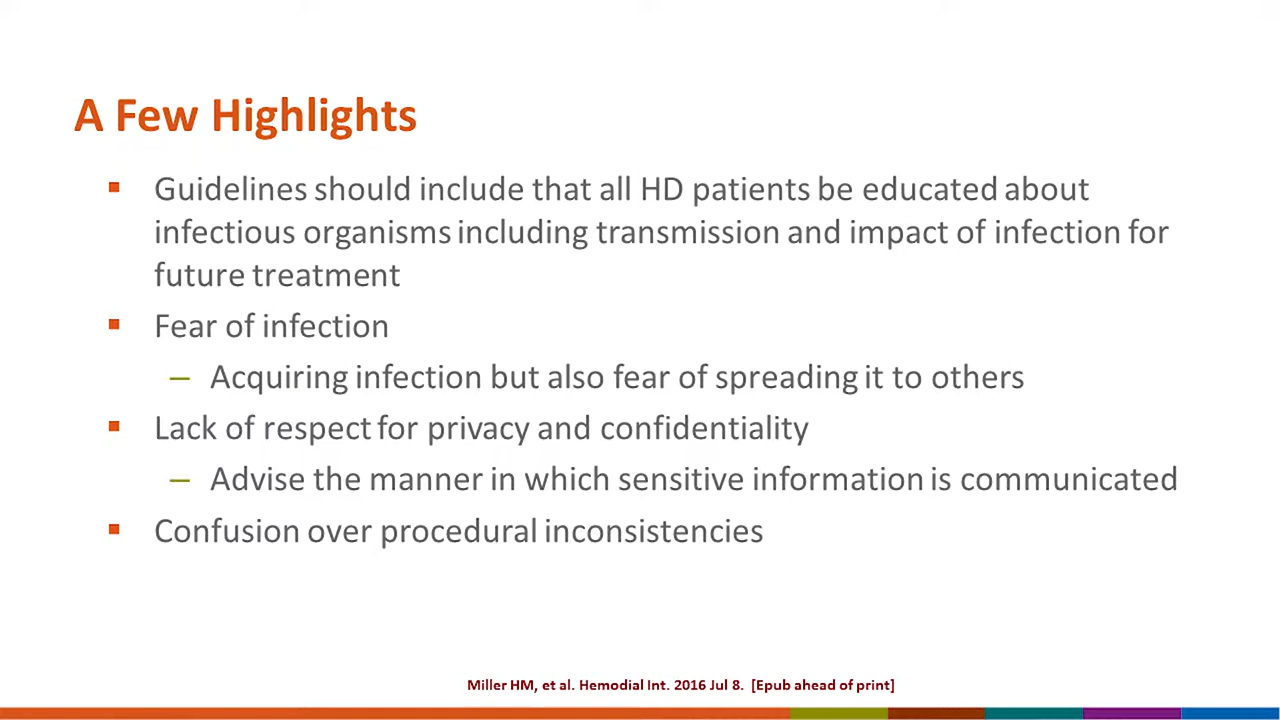 A Few Highlights
Guidelines should include that all HD patients be educated about
infectious organisms including transmission and impact of infection for
future treatment
Fear of infection
– Acquiring infection but also fear of spreading it to others
Lack of respect for privacy and confidentiality
– Advise the manner in which sensitive information is communicated
Confusion over procedural inconsistencies
Miller HM, et al. Hemodial Int. 2016 Jul 8. [Epub ahead of print]